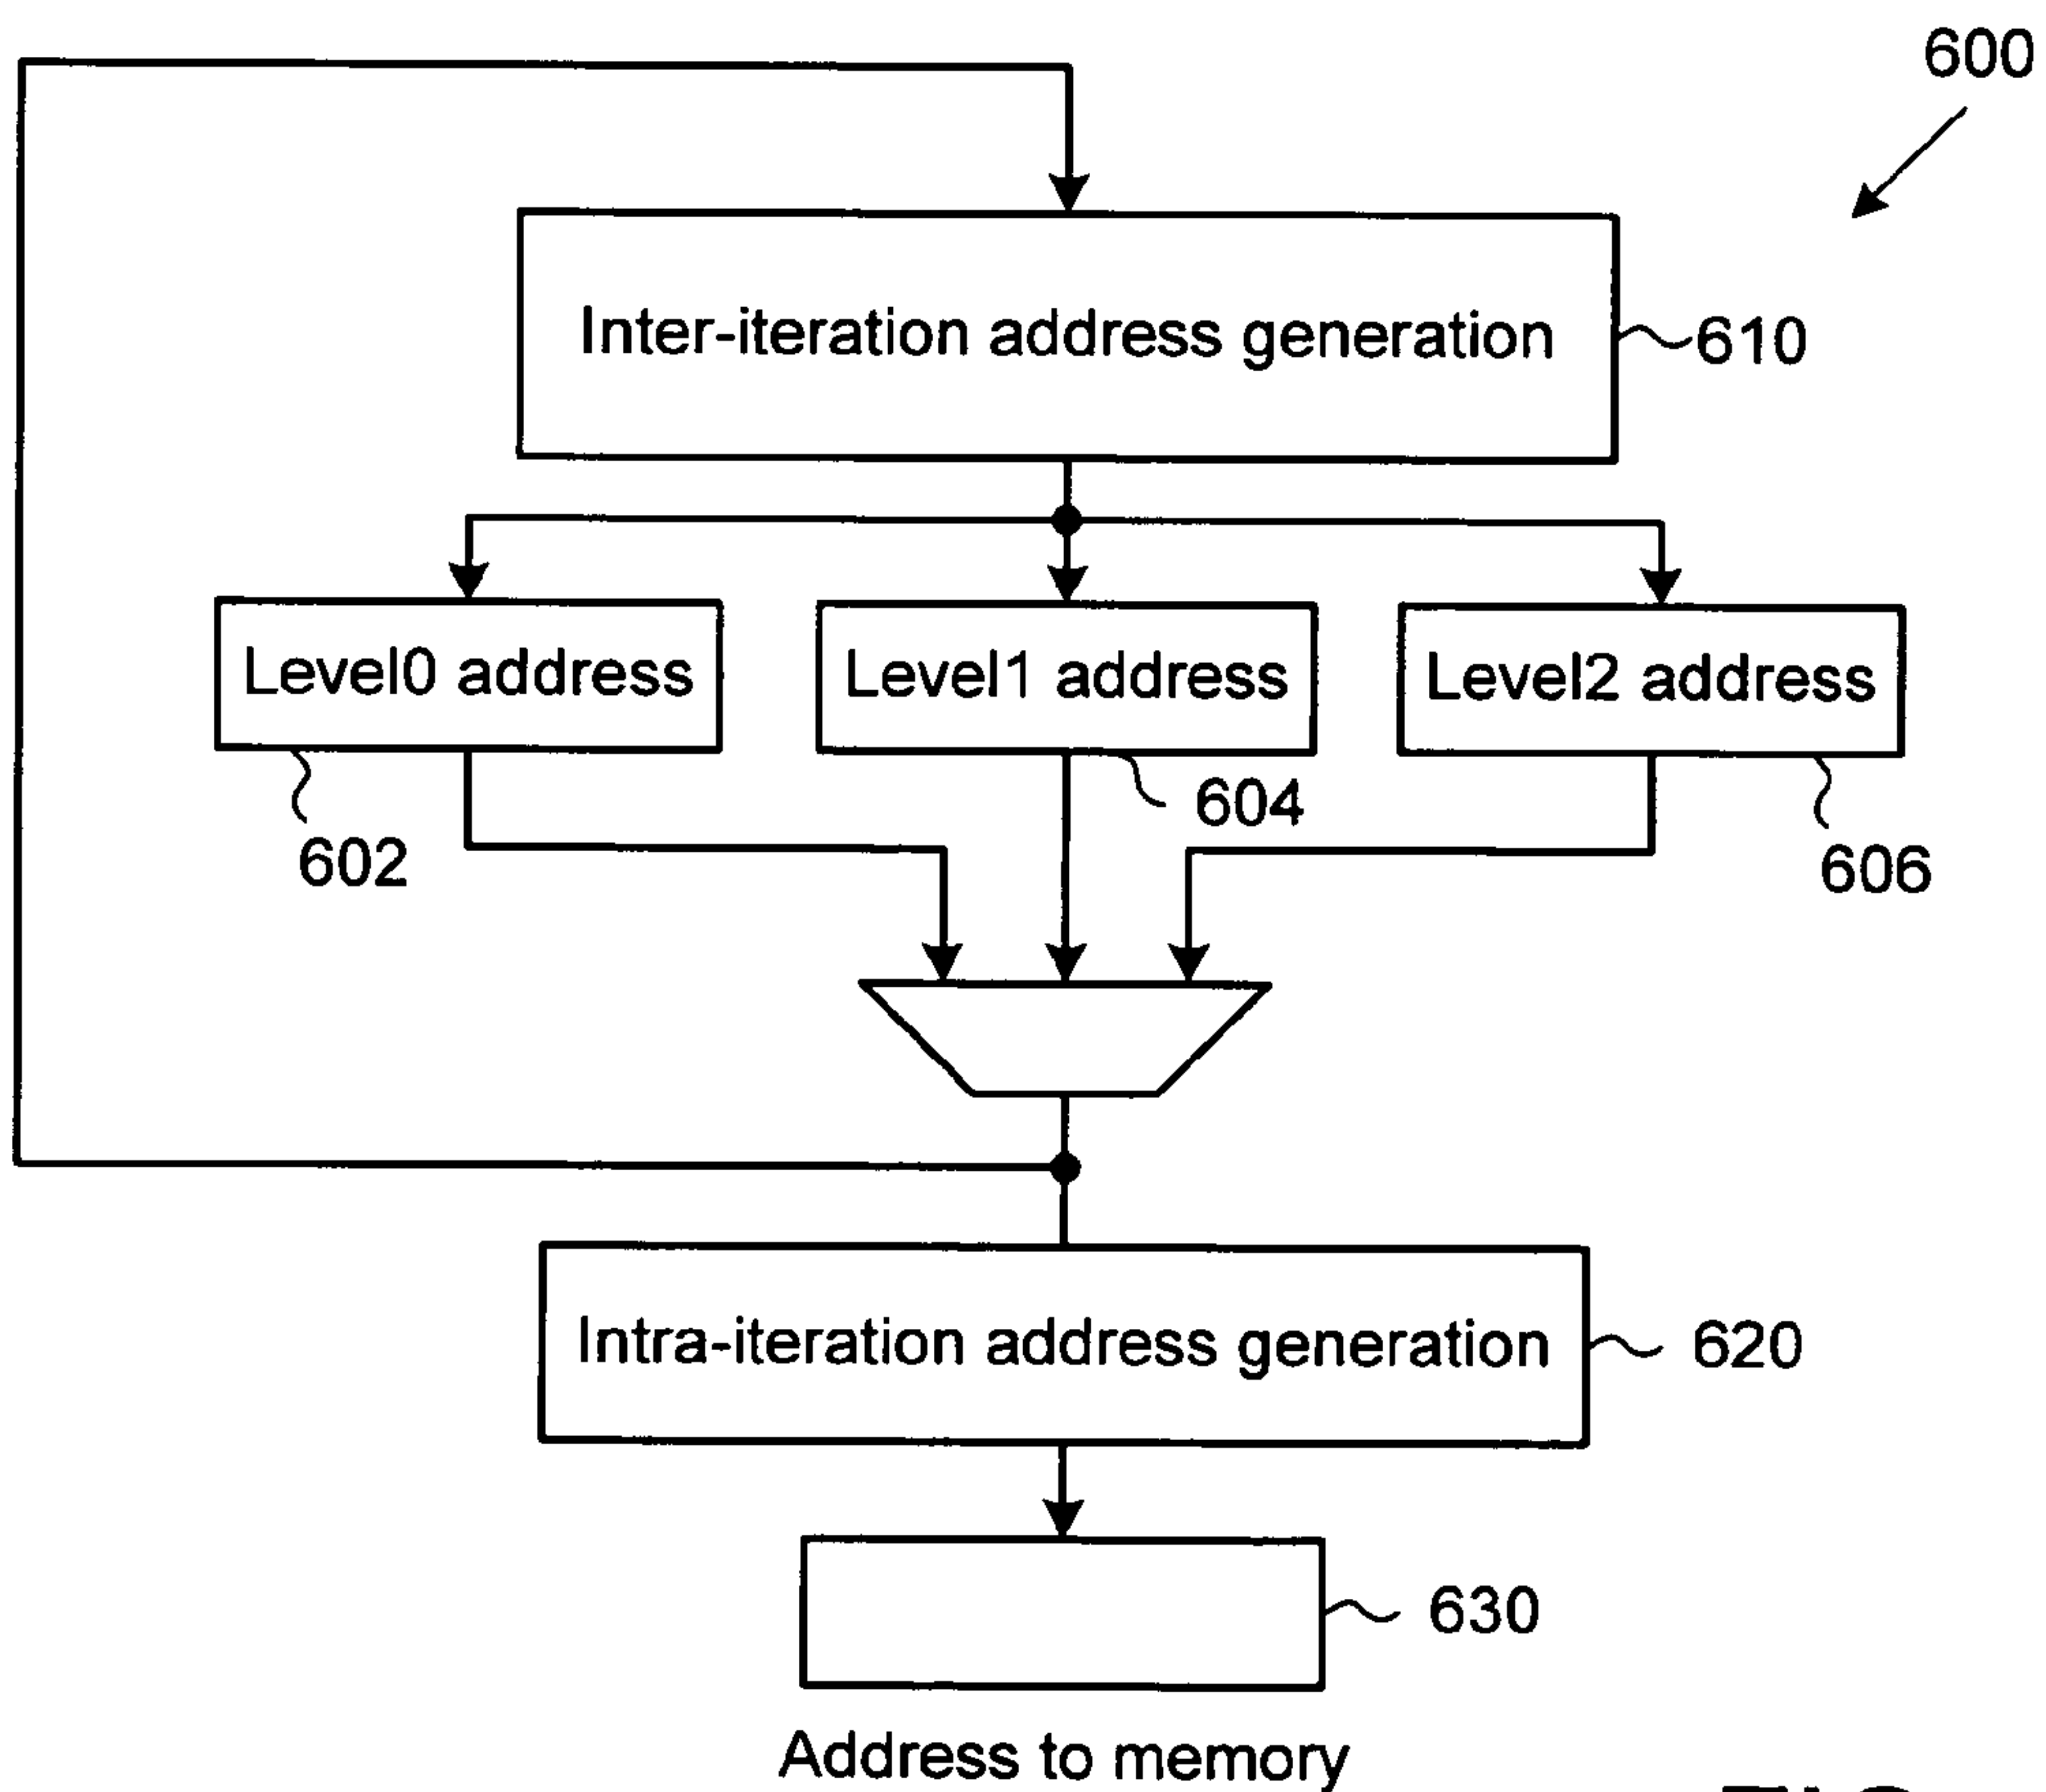 600
Inter-iteration address generation
610
Level0 address
Level1 address
Level2 address
604
602
606
Intra-iteration address generation
620
630
Address to memory